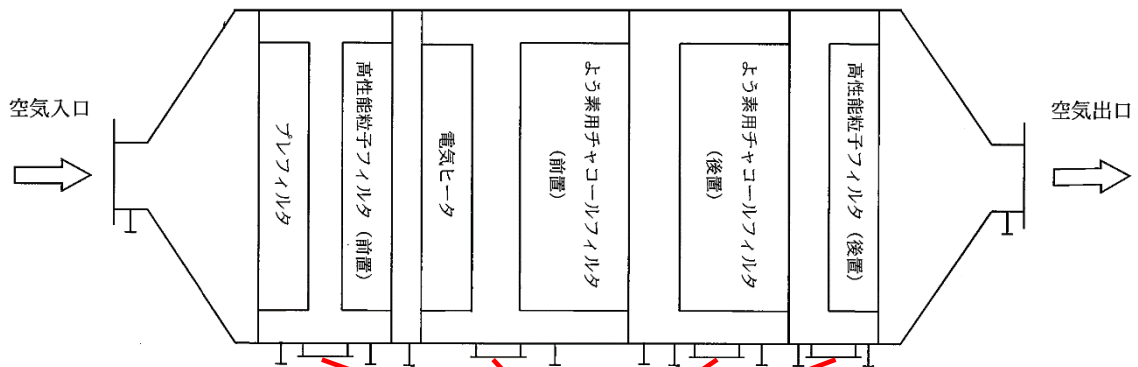 空気入口
プレフィルタ
高性能粒子フィルタ（前置）
電気ヒータ
よう素用チャコールフィルタ
（前置）
よう素用チャコールフィルタ
（後置）
高性能粒子フィルタ（後置）
空気出口